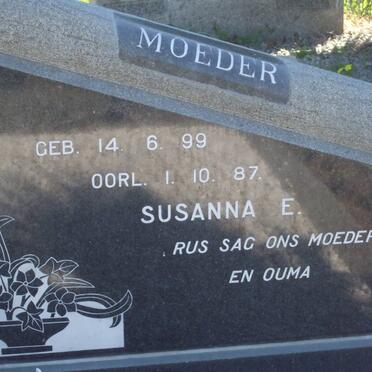 MOEDER
GEB. 14. 6. 99
OORL. 1. 10. 87.
SUSANNA E.
RUS SAG ONS MOEDER
EN OUMA